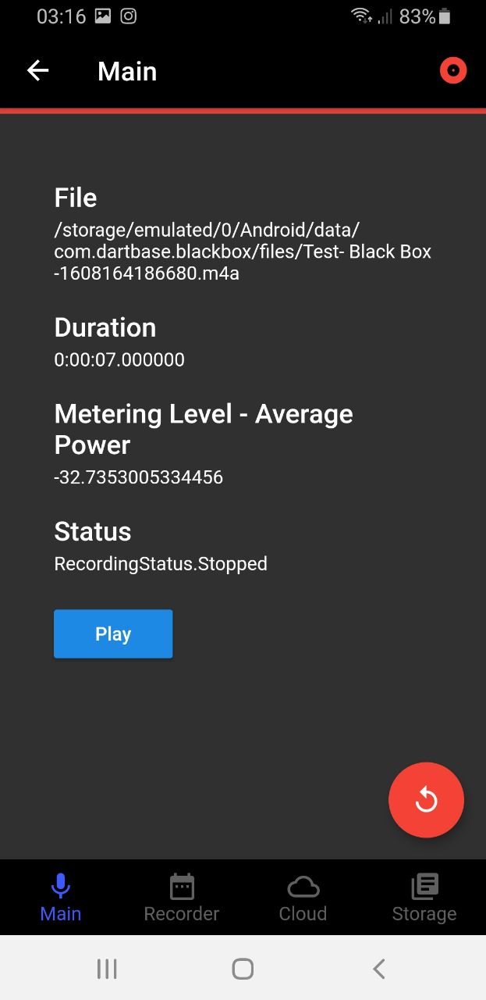 03:16
83%
Main
File
/storage/emulated/0/Android/data/
com.dartbase.blackbox/files/Test- Black Box
-1608164186680.m4a
Duration
0:00:07.000000
Metering Level - Average
Power
-32.7353005334456
Status
RecordingStatus.Stopped
Play
Main
Recorder
Cloud
Storage